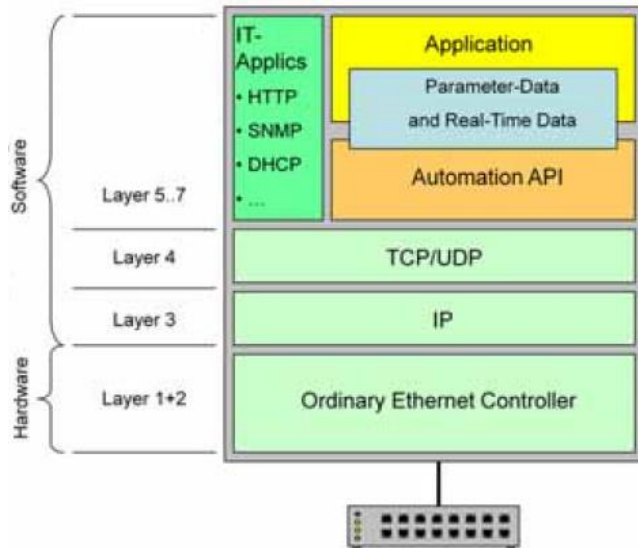 IT-
Applics
• HTTP
• SNMP
• DHCP
• ...
Application
Parameter-Data
and Real-Time Data
Automation API
Software
Layer 5..7
Layer 4
TCP/UDP
Layer 3
IP
Hardware
Layer 1+2
Ordinary Ethernet Controller